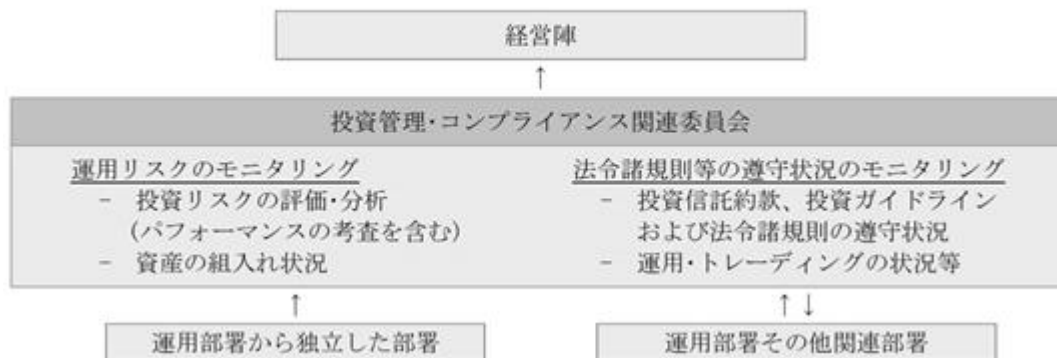 経営陣
↑
投資管理･コンプライアンス関連委員会
運用リスクのモニタリング
－ 投資リスクの評価･分析
(パフォーマンスの考査を含む)
－ 資産の組入れ状況
法令諸規則等の遵守状況のモニタリング
－ 投資信託約款、投資ガイドライン
および法令諸規則の遵守状況
－ 運用･トレーディングの状況等
↑
↑ ↓
運用部署から独立した部署
運用部署その他関連部署